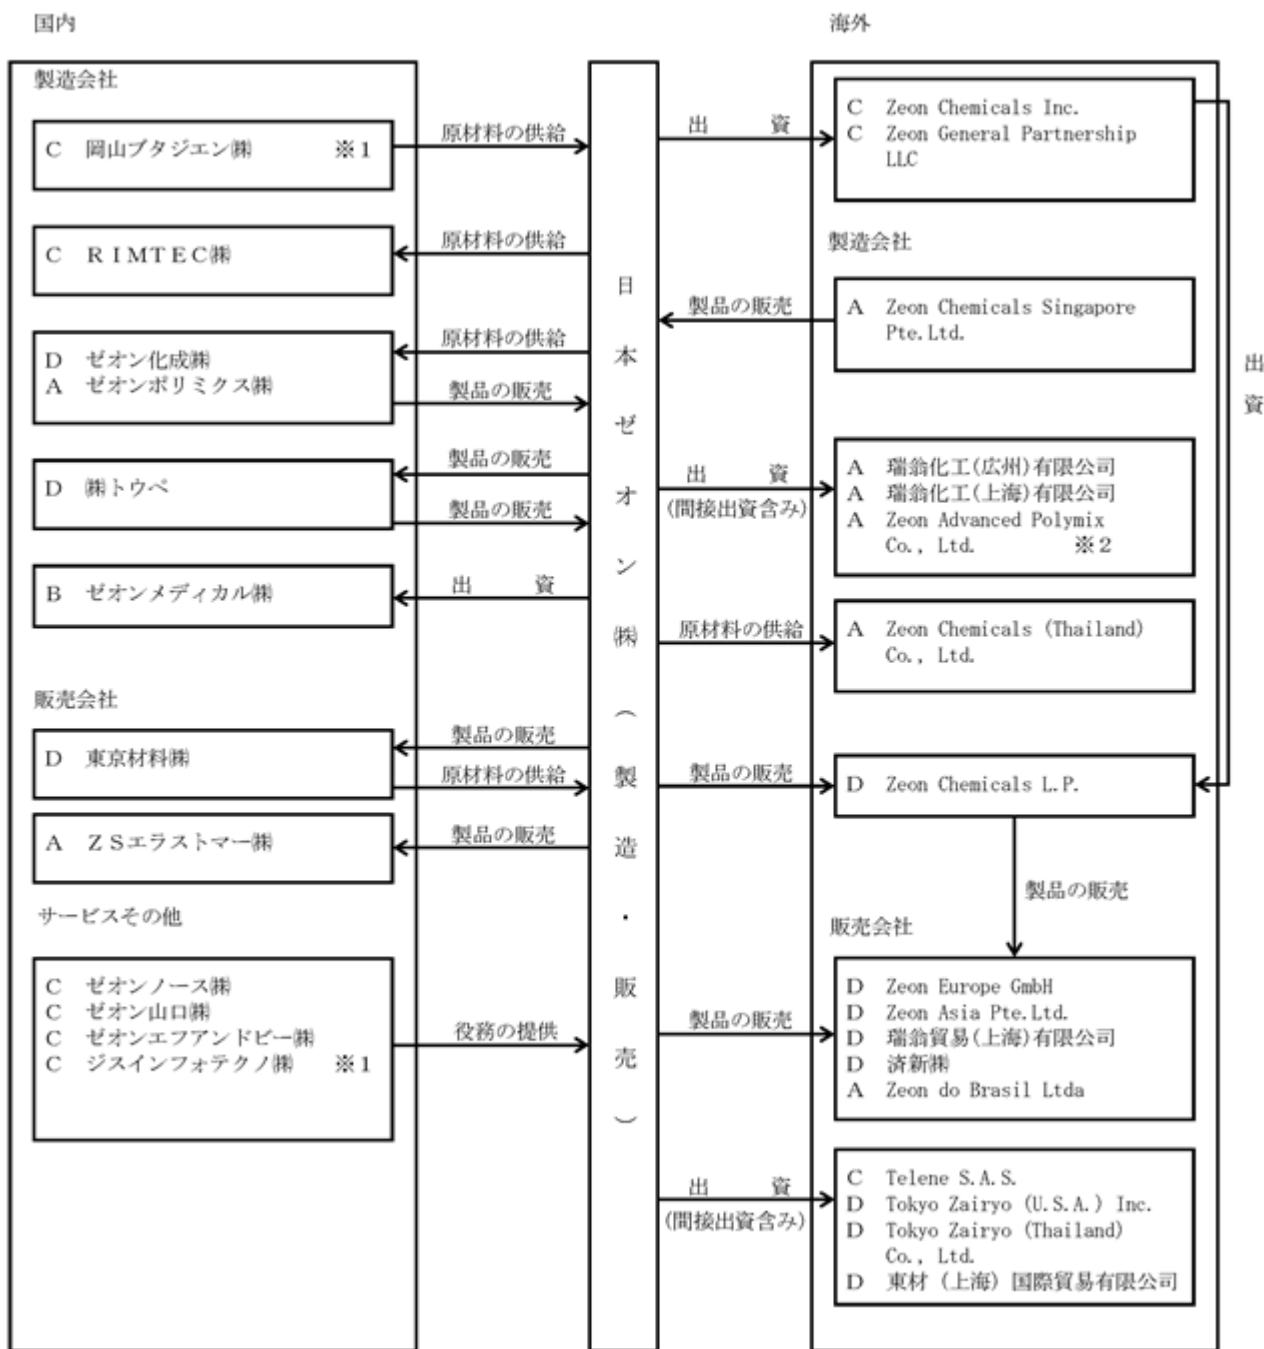 国内
製造会社
C 岡山ブタジエン㈱ ※1
C RIMTEC㈱
D ゼオン化成㈱
A ゼオンポリミクス㈱
D ㈱トウペ
B ゼオンメディカル㈱
販売会社
D 東京材料㈱
A ZSエラストマー㈱
サービスその他
C ゼオンノース㈱
C ゼオン山口㈱
C ゼオンエフアンドビー㈱
C ジスインフォテクノ㈱ ※1
原材料の供給
原材料の供給
原材料の供給
製品の販売
製品の販売
製品の販売
出 資
製品の販売
原材料の供給
製品の販売
役務の提供
日本ゼオン㈱(製造・販売)
出 資
製品の販売
出 資
(間接出資含み)
原材料の供給
製品の販売
製品の販売
出 資
(間接出資含み)
海外
C Zeon Chemicals Inc.
C Zeon General Partnership
LLC
製造会社
A Zeon Chemicals Singapore
Pte.Ltd.
A 瑞翁化工(広州)有限公司
A 瑞翁化工(上海)有限公司
A Zeon Advanced Polymix
Co., Ltd. ※2
A Zeon Chemicals (Thailand)
Co., Ltd.
D Zeon Chemicals L.P.
製品の販売
販売会社
D Zeon Europe GmbH
D Zeon Asia Pte.Ltd.
D 瑞翁貿易(上海)有限公司
D 済新㈱
A Zeon do Brasil Ltda
C Telene S.A.S.
D Tokyo Zairyo (U.S.A.) Inc.
D Tokyo Zairyo (Thailand)
Co., Ltd.
D 東材(上海)国際貿易有限公司
出資